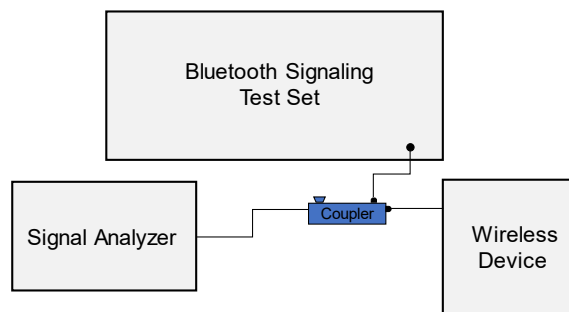 Bluetooth Signaling
Test Set
Coupler
Signal Analyzer
Wireless
Device